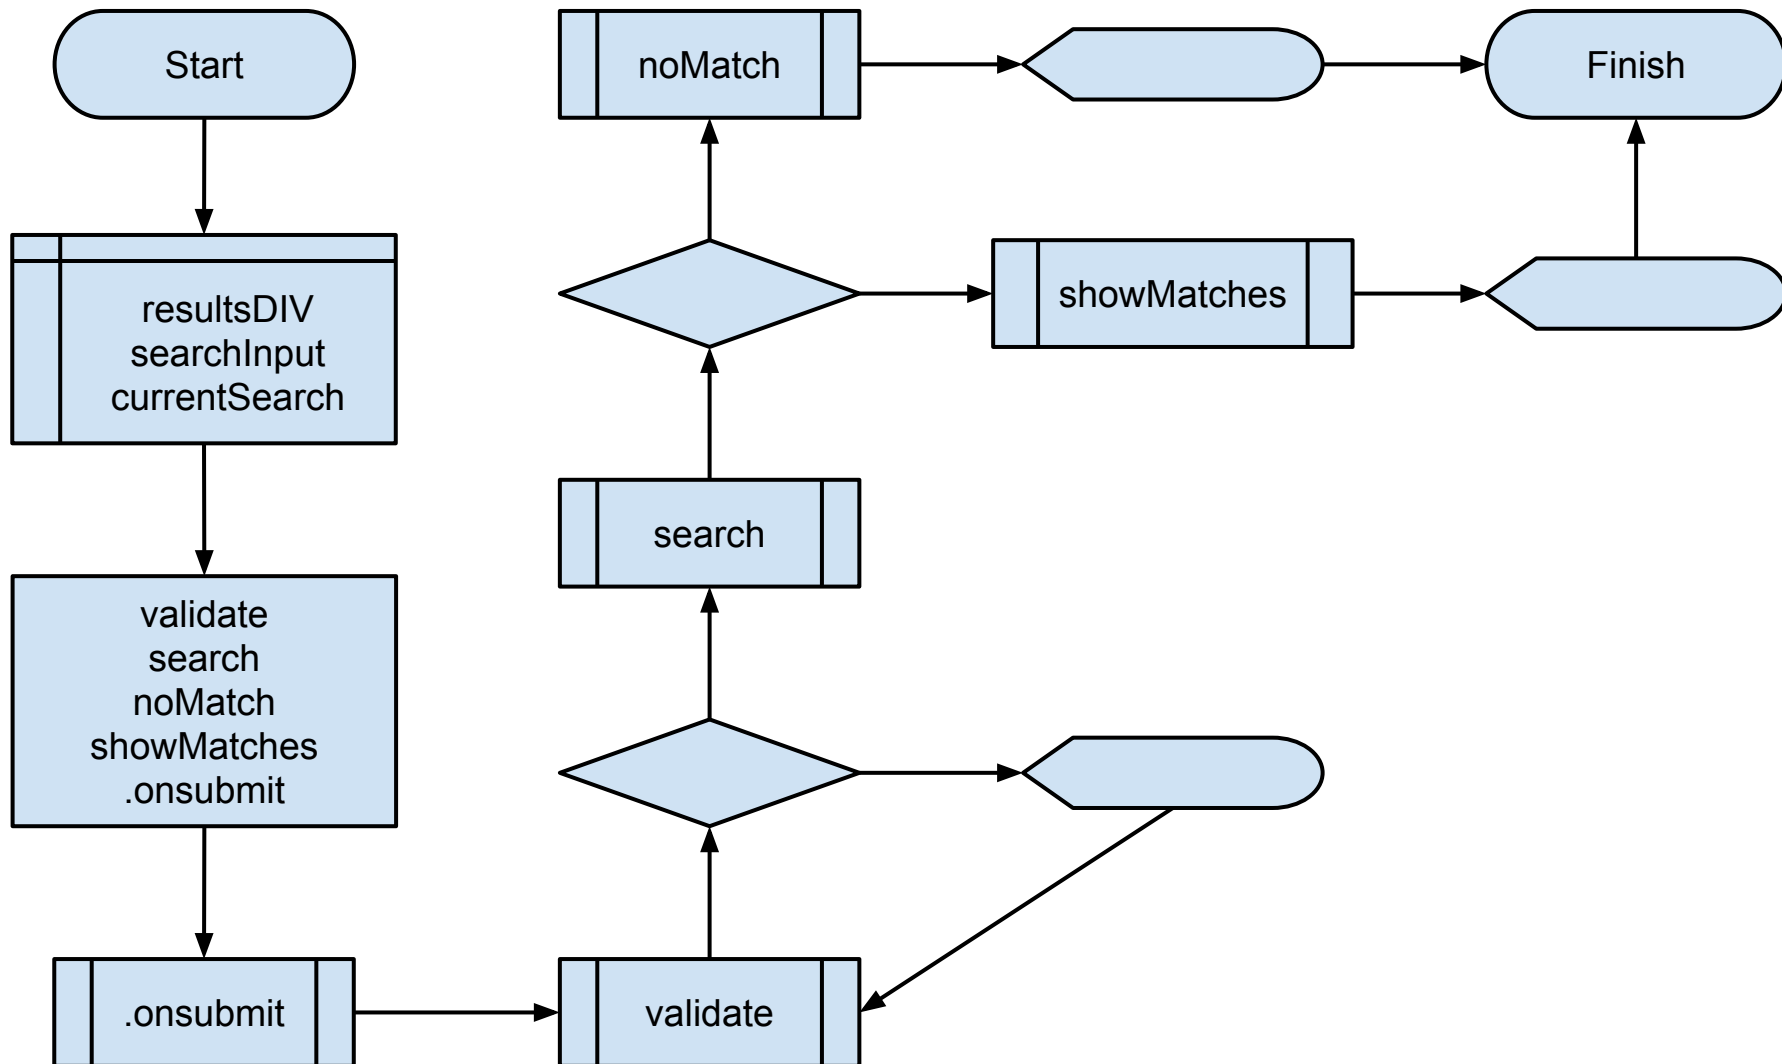 Start
resultsDIV
searchInput
currentSearch
validate
search
noMatch
showMatches
.onsubmit
.onsubmit
validate
search
showMatches
noMatch
Finish